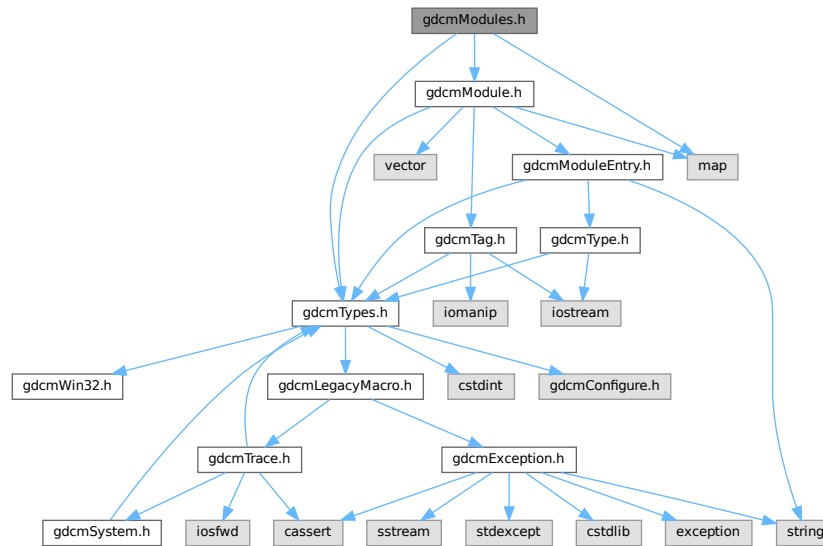 gdcmModules.h
gdcmModule.h
vector
gdcmModuleEntry.h
map
gdcmTag.h
gdcmType.h
gdcmTypes.h
iomanip
iostream
gdcmWin32.h
gdcmLegacyMacro.h
cstdint
gdcmConfigure.h
gdcmTrace.h
gdcmException.h
gdcmSystem.h
iosfwd
cassert
sstream
stdexcept
cstdlib
exception
string